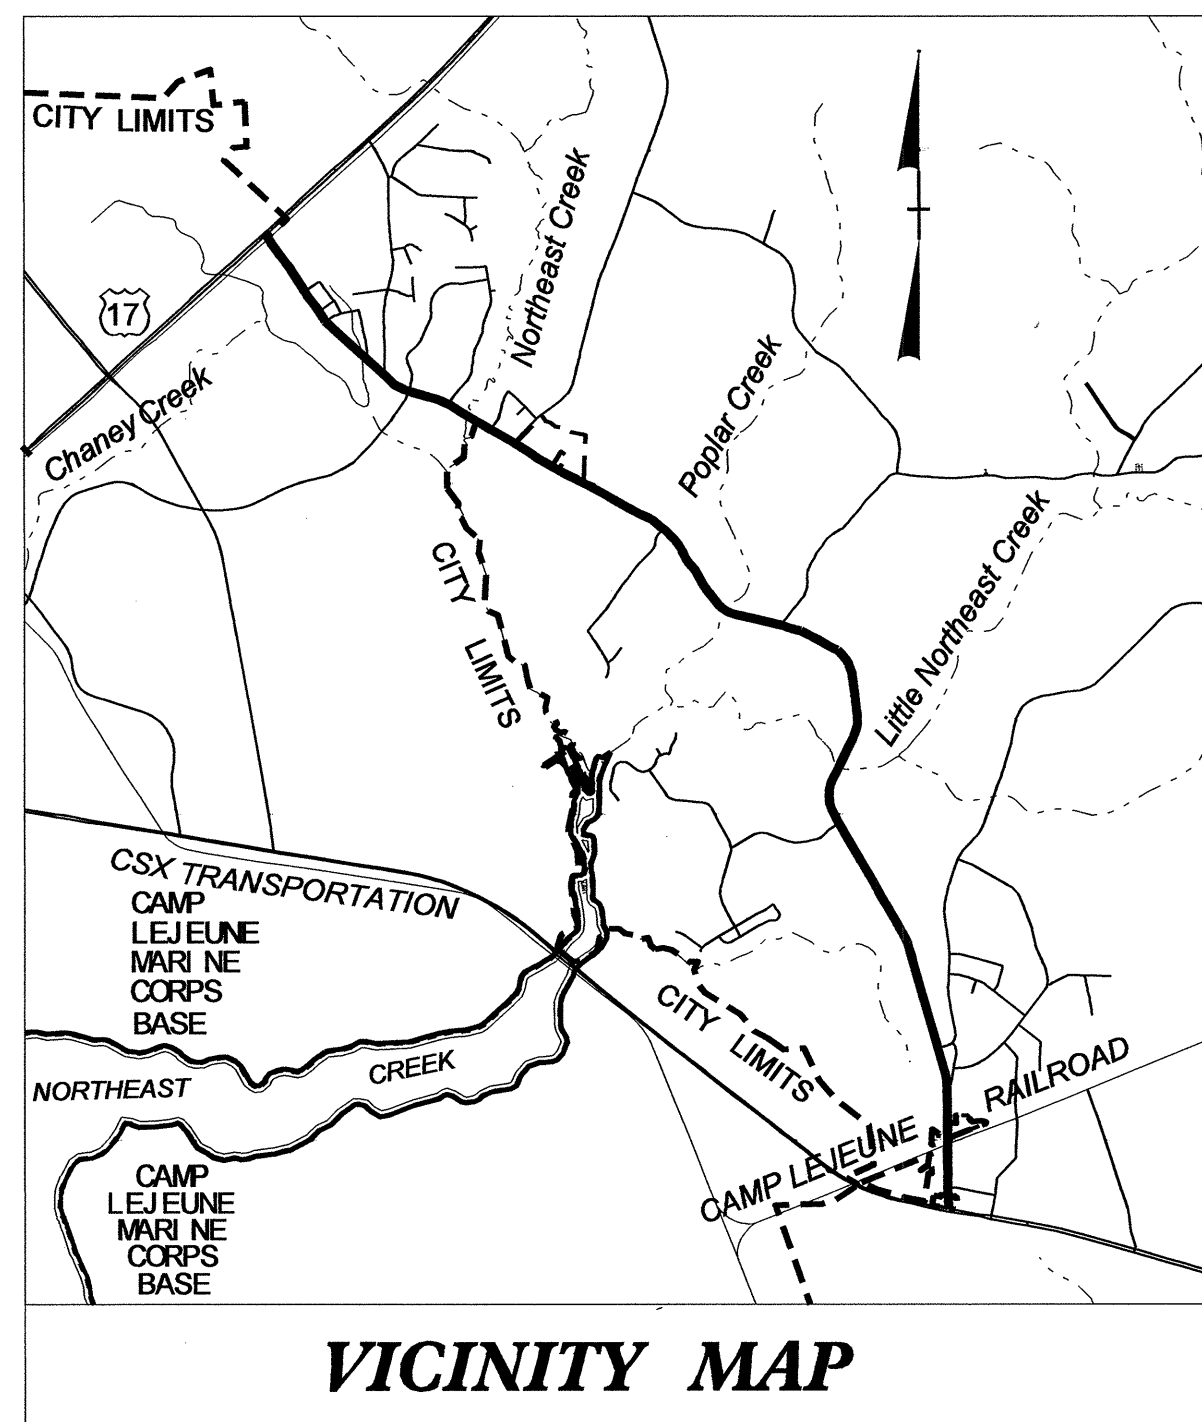 CITY LIMITS
Northeast Creek
17
Chaney Creek
Poplar Creek
Little Northeast Creek
CITY LIMITS
CSX TRANSPORTATION
CAMP
LEJEUNE
MARINE
CORPS
BASE
CITY LIMITS
NORTHEAST CREEK
CAMP LEJEUNE RAILROAD
CAMP
LEJEUNE
MARINE
CORPS
BASE
VICINITY MAP